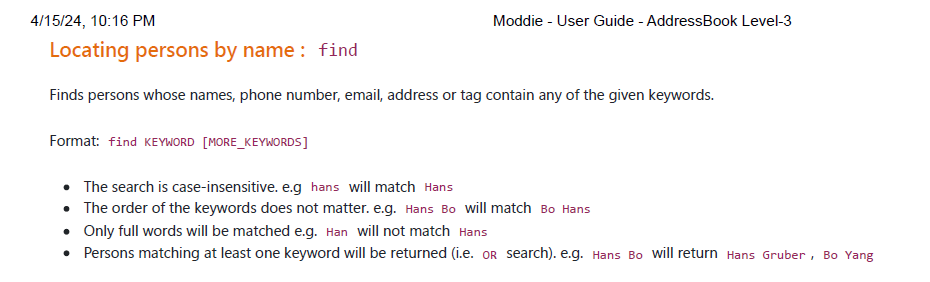 4/15/24, 10:16 PM Moddie - User Guide - AddressBook Level-3
Locating persons by name : find
Finds persons whose names, phone number, email, address or tag contain any of the given keywords.
Format: find KEYWORD [MORE_KEYWORDS]
• The search is case-insensitive. e.g hans will match Hans
• The order of the keywords does not matter. e.g. Hans Bo will match Bo Hans
• Only full words will be matched e.g. Han will not match Hans
• Persons matching at least one keyword will be returned (i.e. OR search). e.g. Hans Bo will return Hans Gruber , Bo Yang